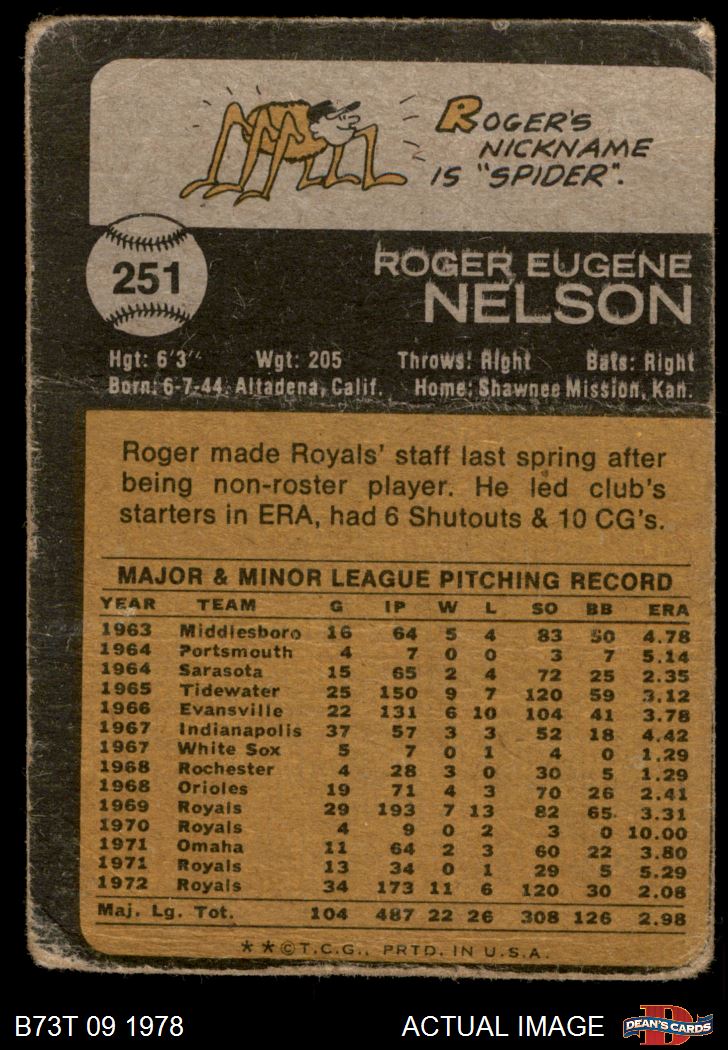 ROGER'S
NICKNAME
IS "SPIDER".
251
ROGER EUGENE
NELSON
Hgt: 6'3" Wgt: 205 Throws: Right Bats: Right
Born: 6-7-44, Altadena, Calif. Home: Shawnee Mission, Kan.
Roger made Royals' staff last spring after
being non-roster player. He led club's
starters in ERA, had 6 Shutouts & 10 CG's.
MAJOR & MINOR LEAGUE PITCHING RECORD
YEAR TEAM G IP W L SO BB ERA
1963 Middlesboro 16 64 5 4 83 50 4.78
1964 Portsmouth 4 7 0 0 3 7 5.14
1964 Sarasota 15 65 2 4 72 25 2.35
1965 Tidewater 25 150 9 7 120 59 3.12
1966 Evansville 22 131 6 10 104 41 3.78
1967 Indianapolis 37 57 3 3 52 18 4.42
1967 White Sox 5 7 0 1 4 0 1.29
1968 Rochester 4 28 3 0 30 5 1.29
1968 Orioles 19 71 4 3 70 26 2.41
1969 Royals 29 193 7 13 82 65 3.31
1970 Royals 4 9 0 2 3 0 10.00
1971 Omaha 11 64 2 3 60 22 3.80
1971 Royals 13 34 0 1 29 5 5.29
1972 Royals 34 173 11 6 120 30 2.08
Maj. Lg. Tot. 104 487 22 26 308 126 2.98
**©T.C.G., PRTD. IN U.S.A.
B73T 09 1978 ACTUAL IMAGE DEAN'S CARDS